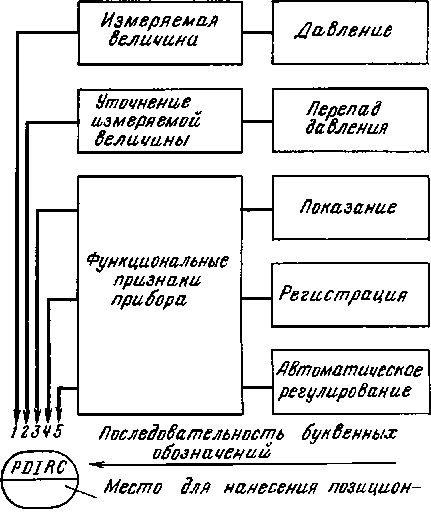 Измеряемая
величина
Давление
Уточнение
измеряемой
величины
Перепад
давления
Функциональные
признаки
прибора
Показание
Регистрация
Автоматическое
регулирование
1 2 3 4 5
Последовательность буквенных
обозначений
PDIRC
Место для нанесения позицион-